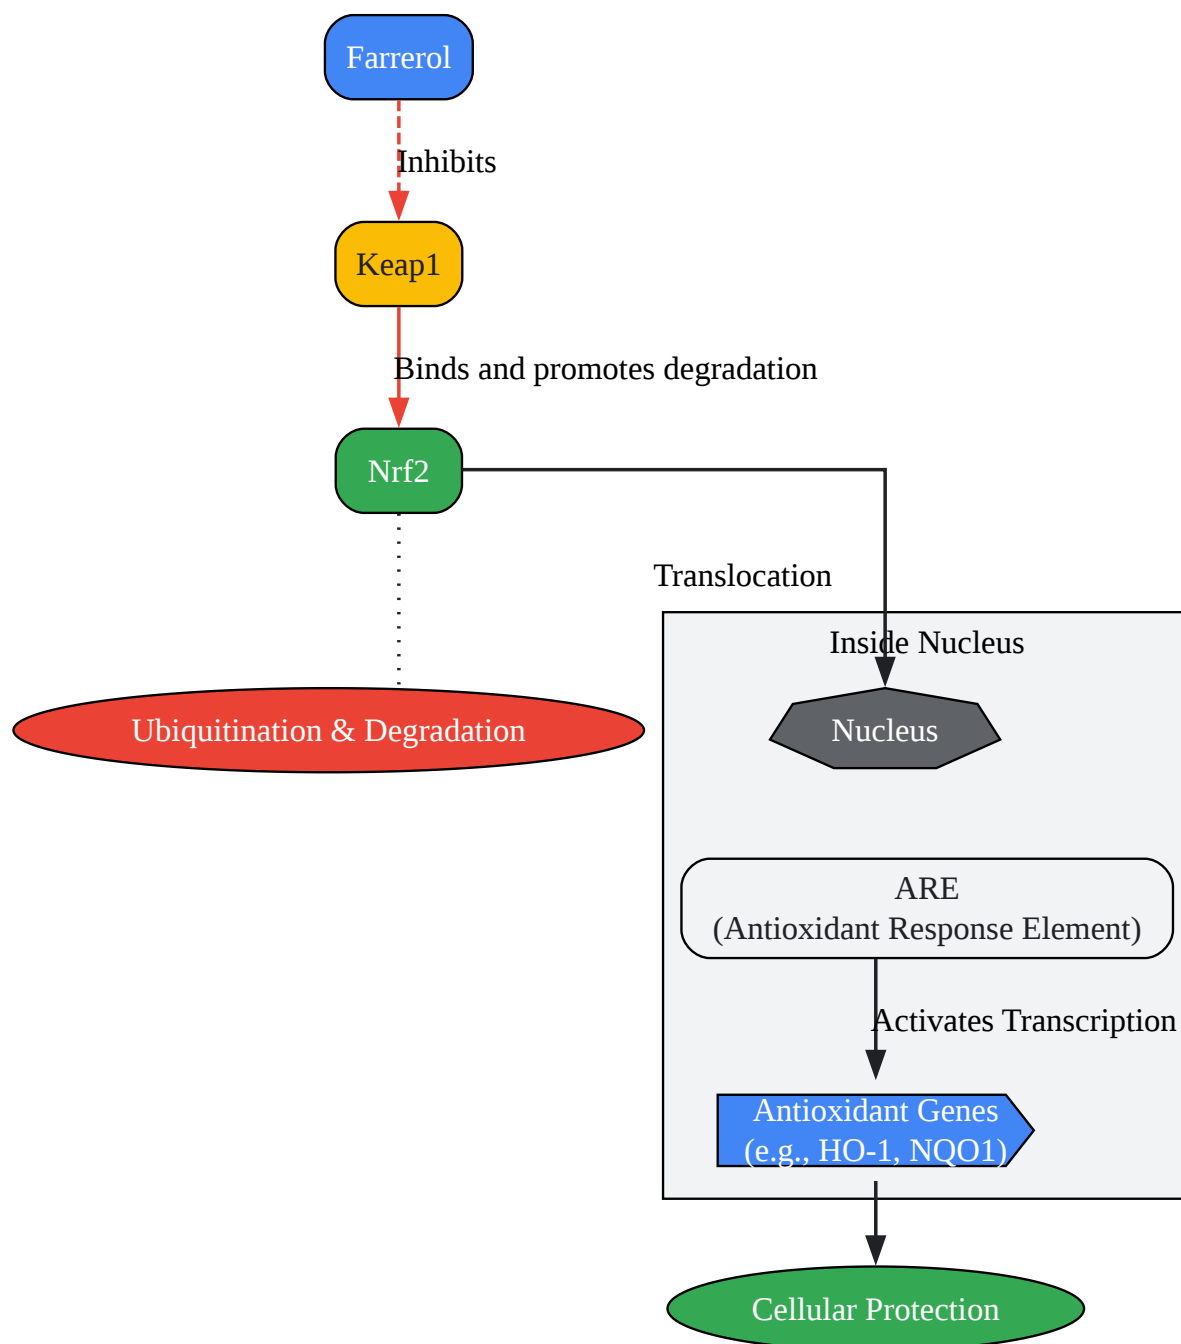 Farrerol
Inhibits
Keap1
Binds and promotes degradation
Nrf2
Translocation
Inside Nucleus
Ubiquitination & Degradation
Nucleus
ARE
(Antioxidant Response Element)
Activates Transcription
Antioxidant Genes
(e.g., HO-1, NQO1)
Cellular Protection